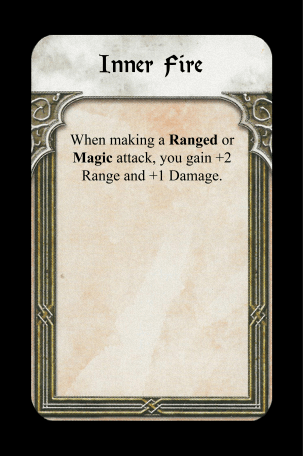 Inner Fire
When making a Ranged or
Magic attack, you gain +2
Range and +1 Damage.